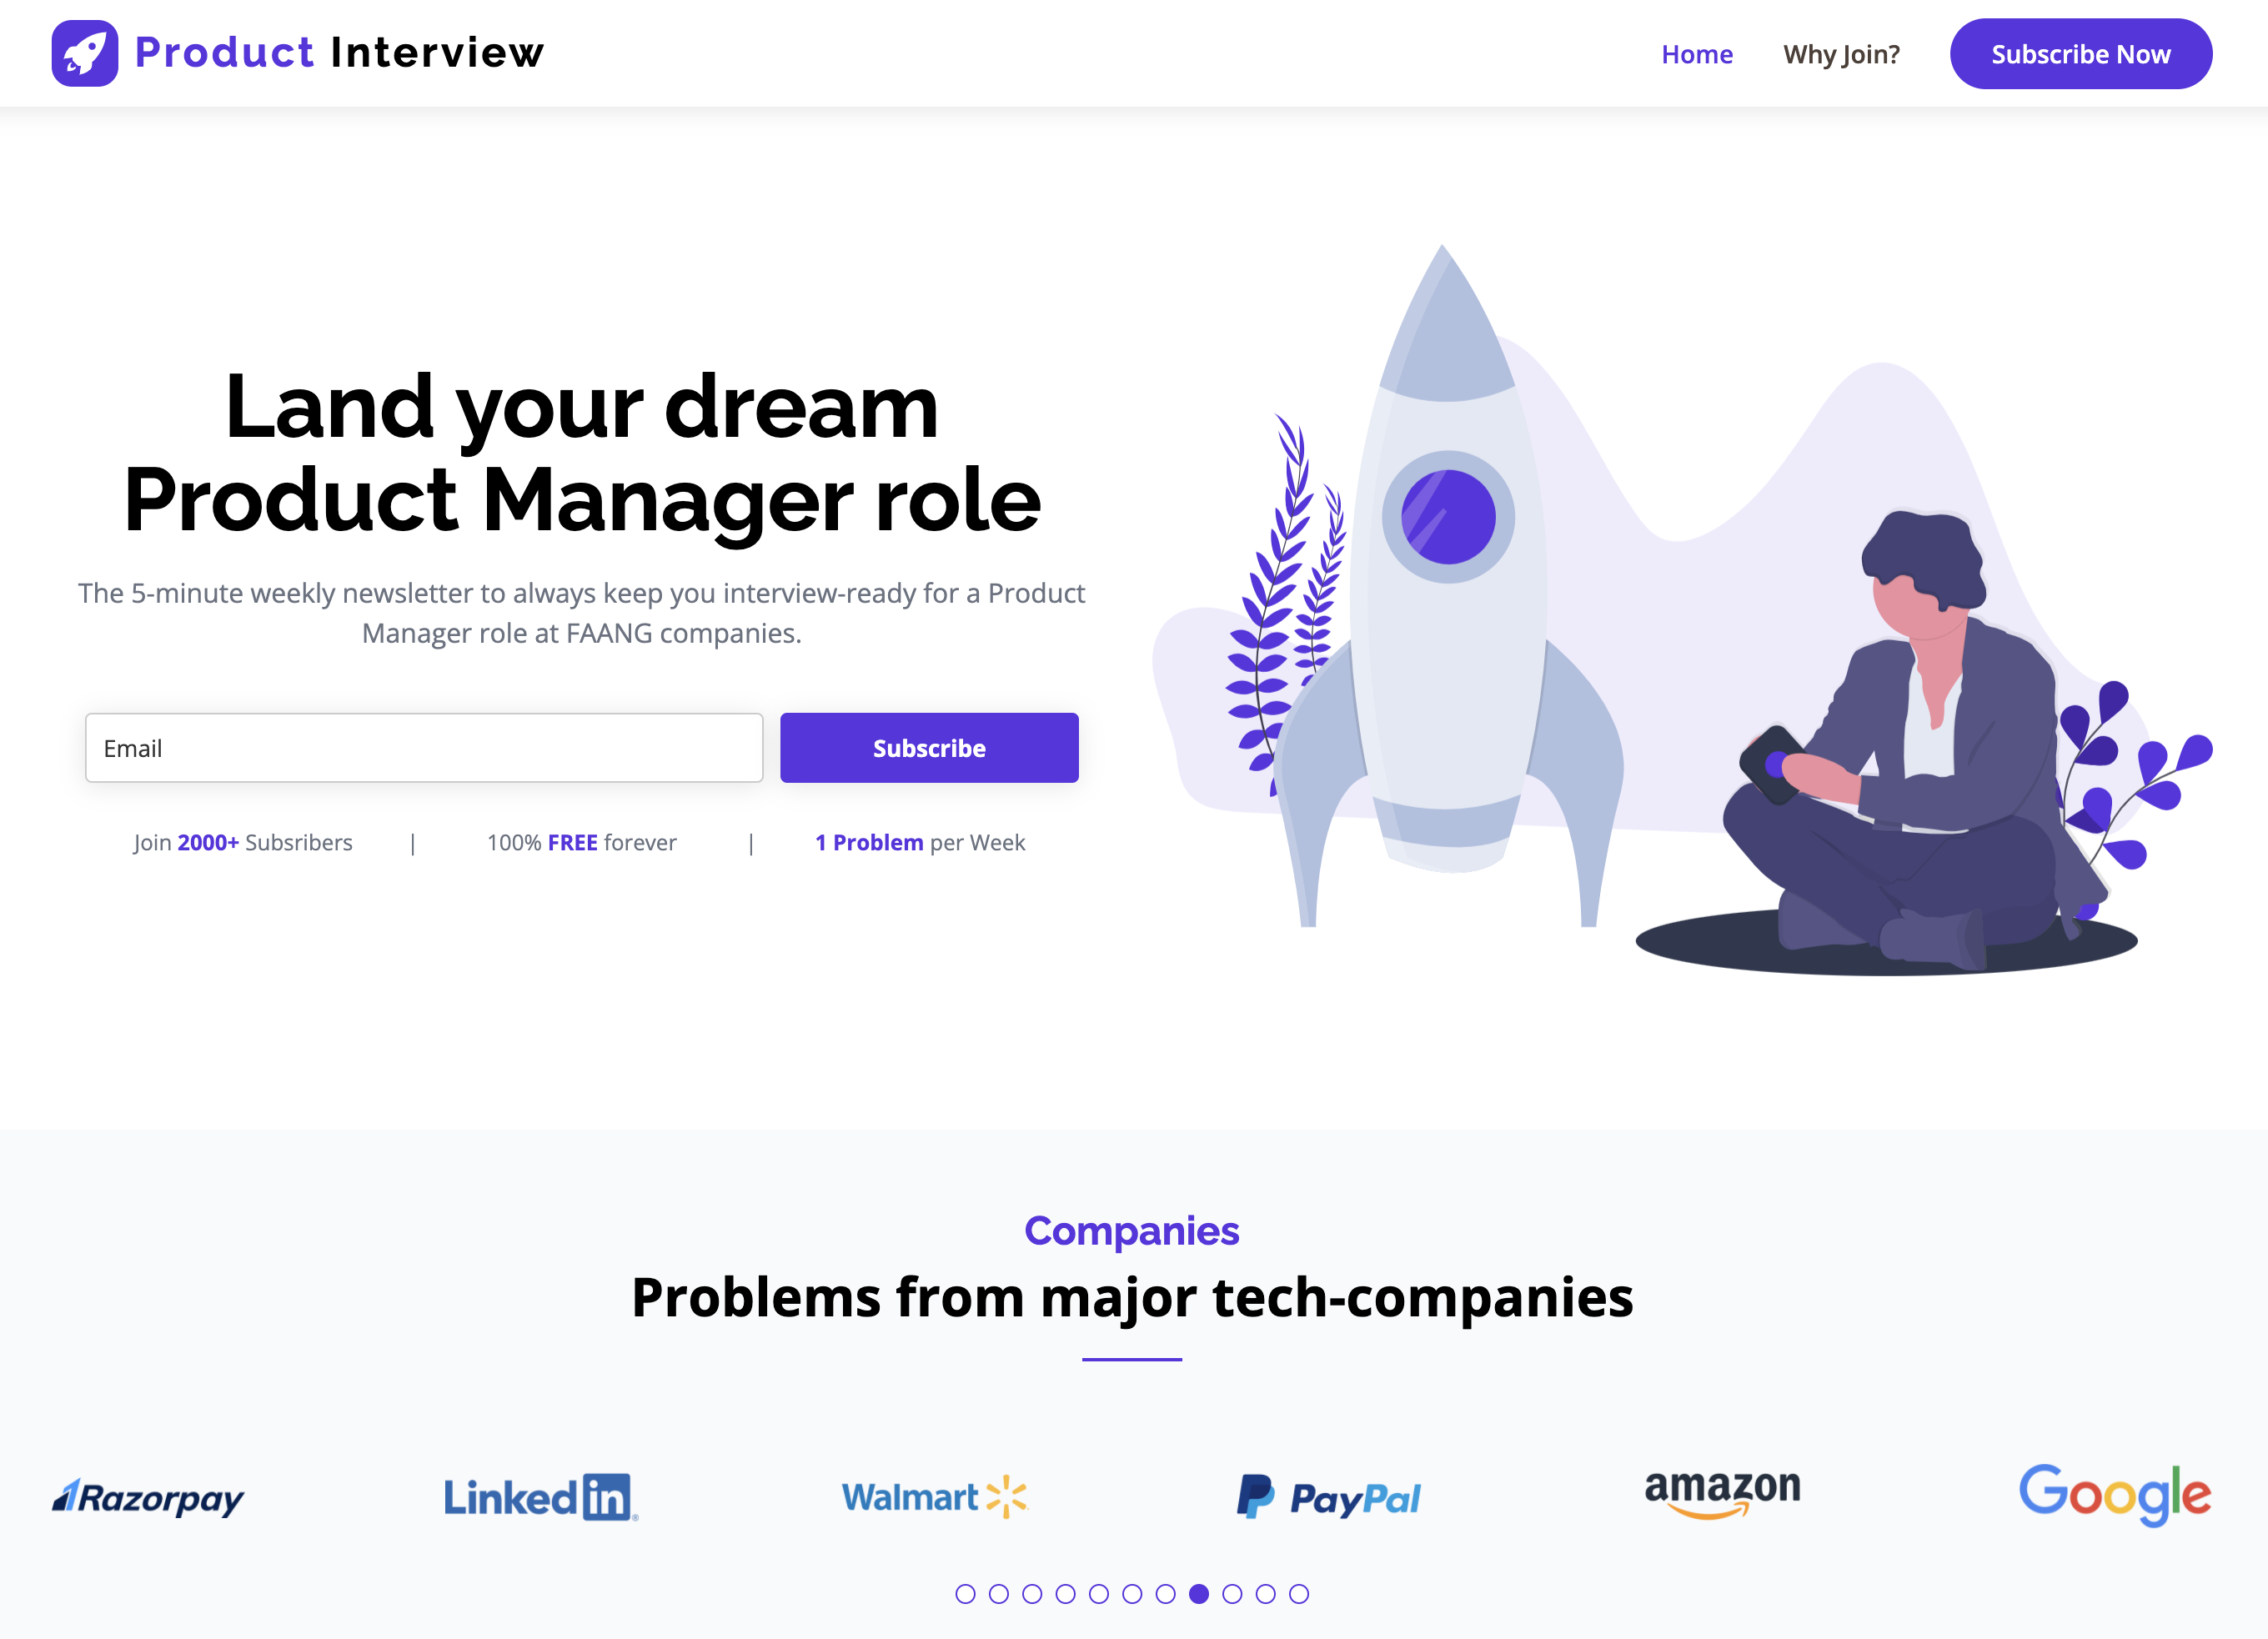 Product Interview
Home
Why Join?
Subscribe Now
Land your dream
Product Manager role
The 5-minute weekly newsletter to always keep you interview-ready for a Product
Manager role at FAANG companies.
Email
Subscribe
Join 2000+ Subsribers | 100% FREE forever | 1 Problem per Week
Companies
Problems from major tech-companies
Razorpay
Linked in®
Walmart
PayPal
amazon
Google